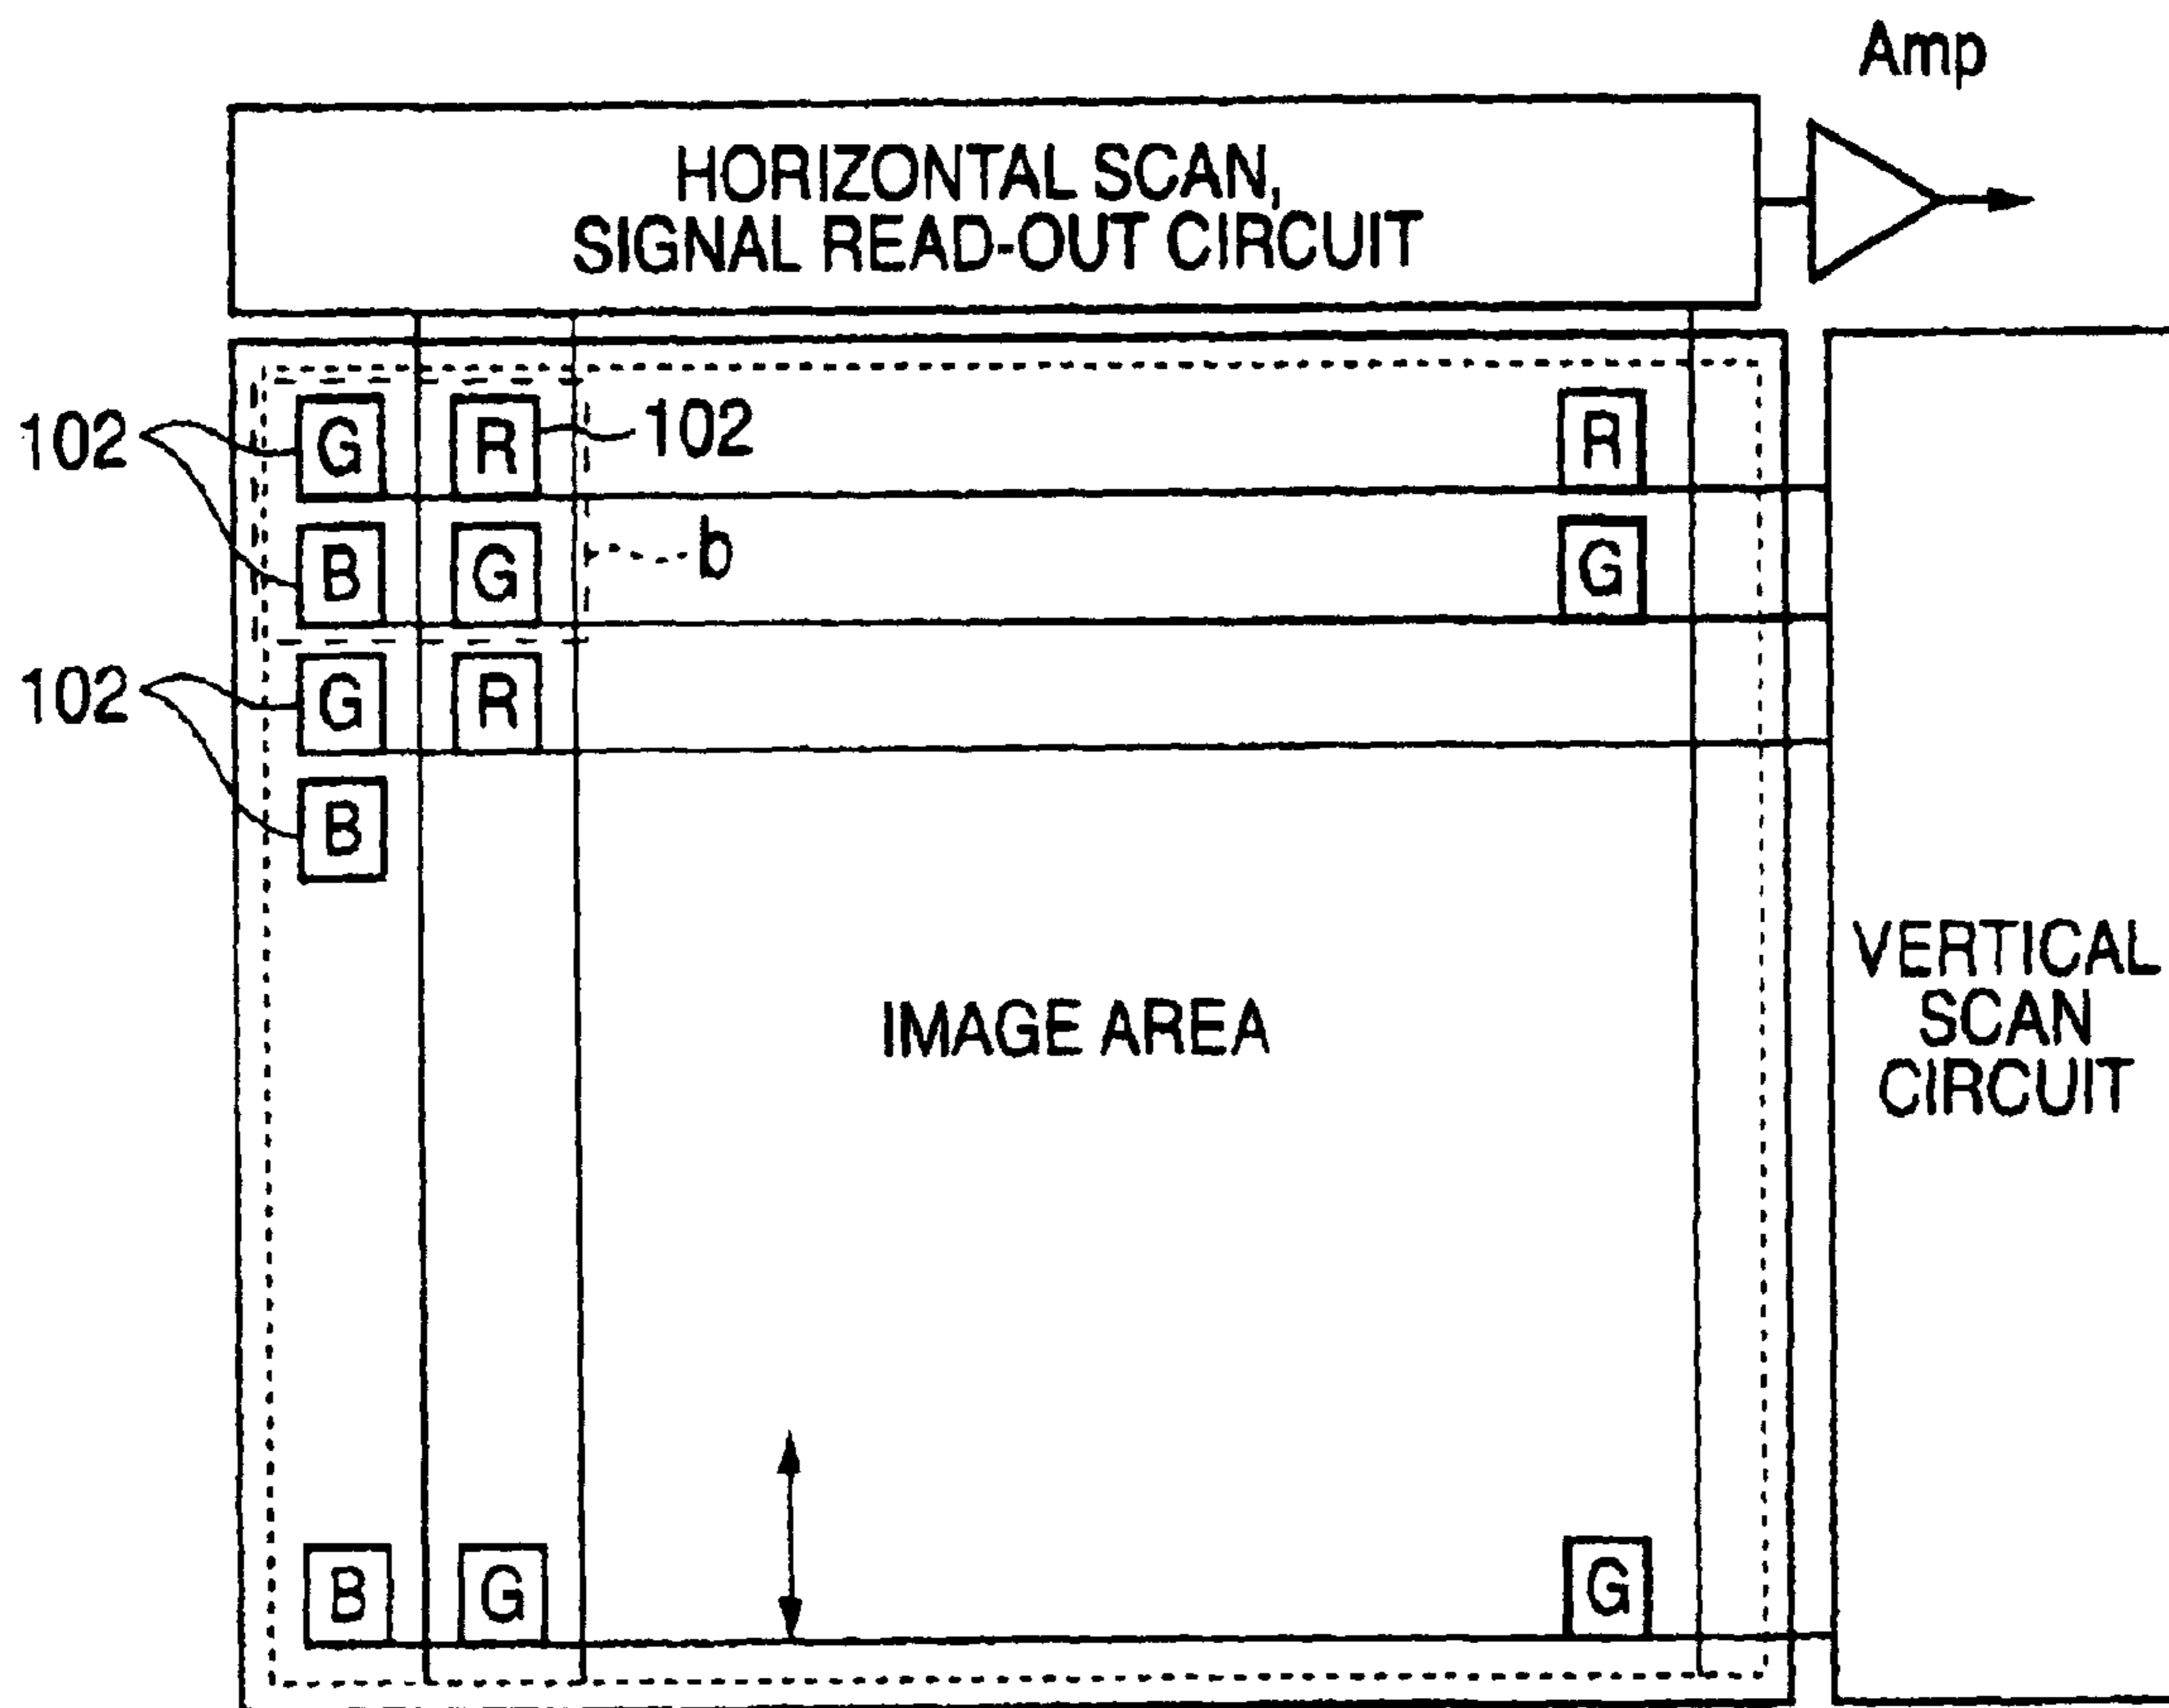 Amp
HORIZONTAL SCAN,
SIGNAL READ-OUT CIRCUIT
102 G R 102 R
B G b G
102 G R
B
IMAGE AREA
VERTICAL
SCAN
CIRCUIT
B G G